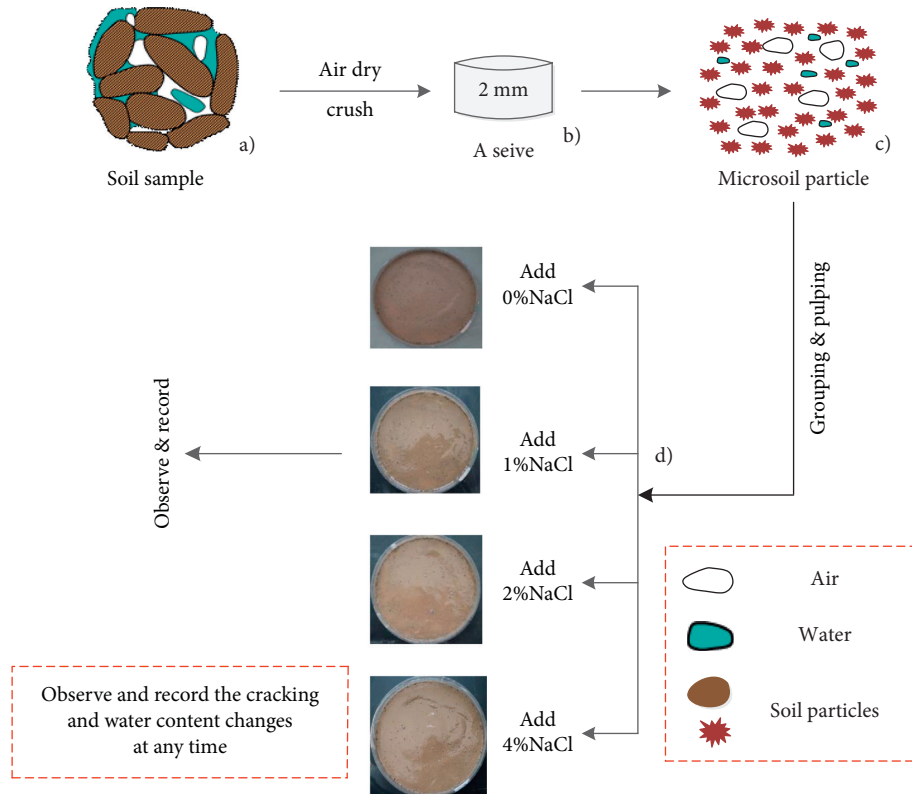 a)
Soil sample
Air dry
crush
2 mm
b)
A seive
c)
Microsoil particle
Grouping & pulping
Add
0%NaCl
Add
1%NaCl
d)
Add
2%NaCl
Add
4%NaCl
Observe & record
Observe and record the cracking
and water content changes
at any time
Air
Water
Soil particles